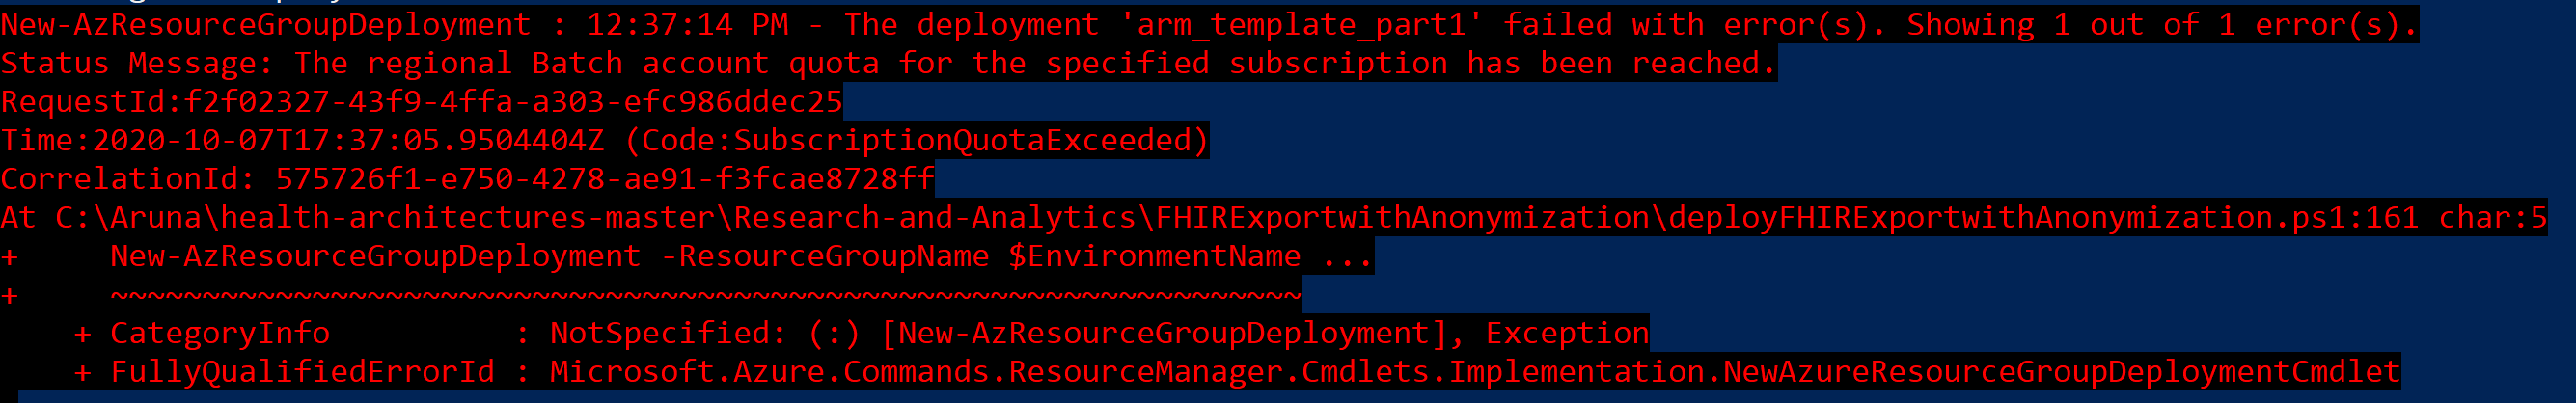 New-AzResourceGroupDeployment : 12:37:14 PM - The deployment 'arm_template_part1' failed with error(s). Showing 1 out of 1 error(s).
Status Message: The regional Batch account quota for the specified subscription has been reached.
RequestId:f2f02327-43f9-4ffa-a303-efc986ddec25
Time:2020-10-07T17:37:05.9504404Z (Code:SubscriptionQuotaExceeded)
CorrelationId: 575726f1-e750-4278-ae91-f3fcae8728ff
At C:\Aruna\health-architectures-master\Research-and-Analytics\FHIRExportwithAnonymization\deployFHIRExportwithAnonymization.ps1:161 char:5
+     New-AzResourceGroupDeployment -ResourceGroupName $EnvironmentName ...
+     ~~~~~~~~~~~~~~~~~~~~~~~~~~~~~~~~~~~~~~~~~~~~~~~~~~~~~~~~~~~~~~~~~
    + CategoryInfo          : NotSpecified: (:) [New-AzResourceGroupDeployment], Exception
    + FullyQualifiedErrorId : Microsoft.Azure.Commands.ResourceManager.Cmdlets.Implementation.NewAzureResourceGroupDeploymentCmdlet